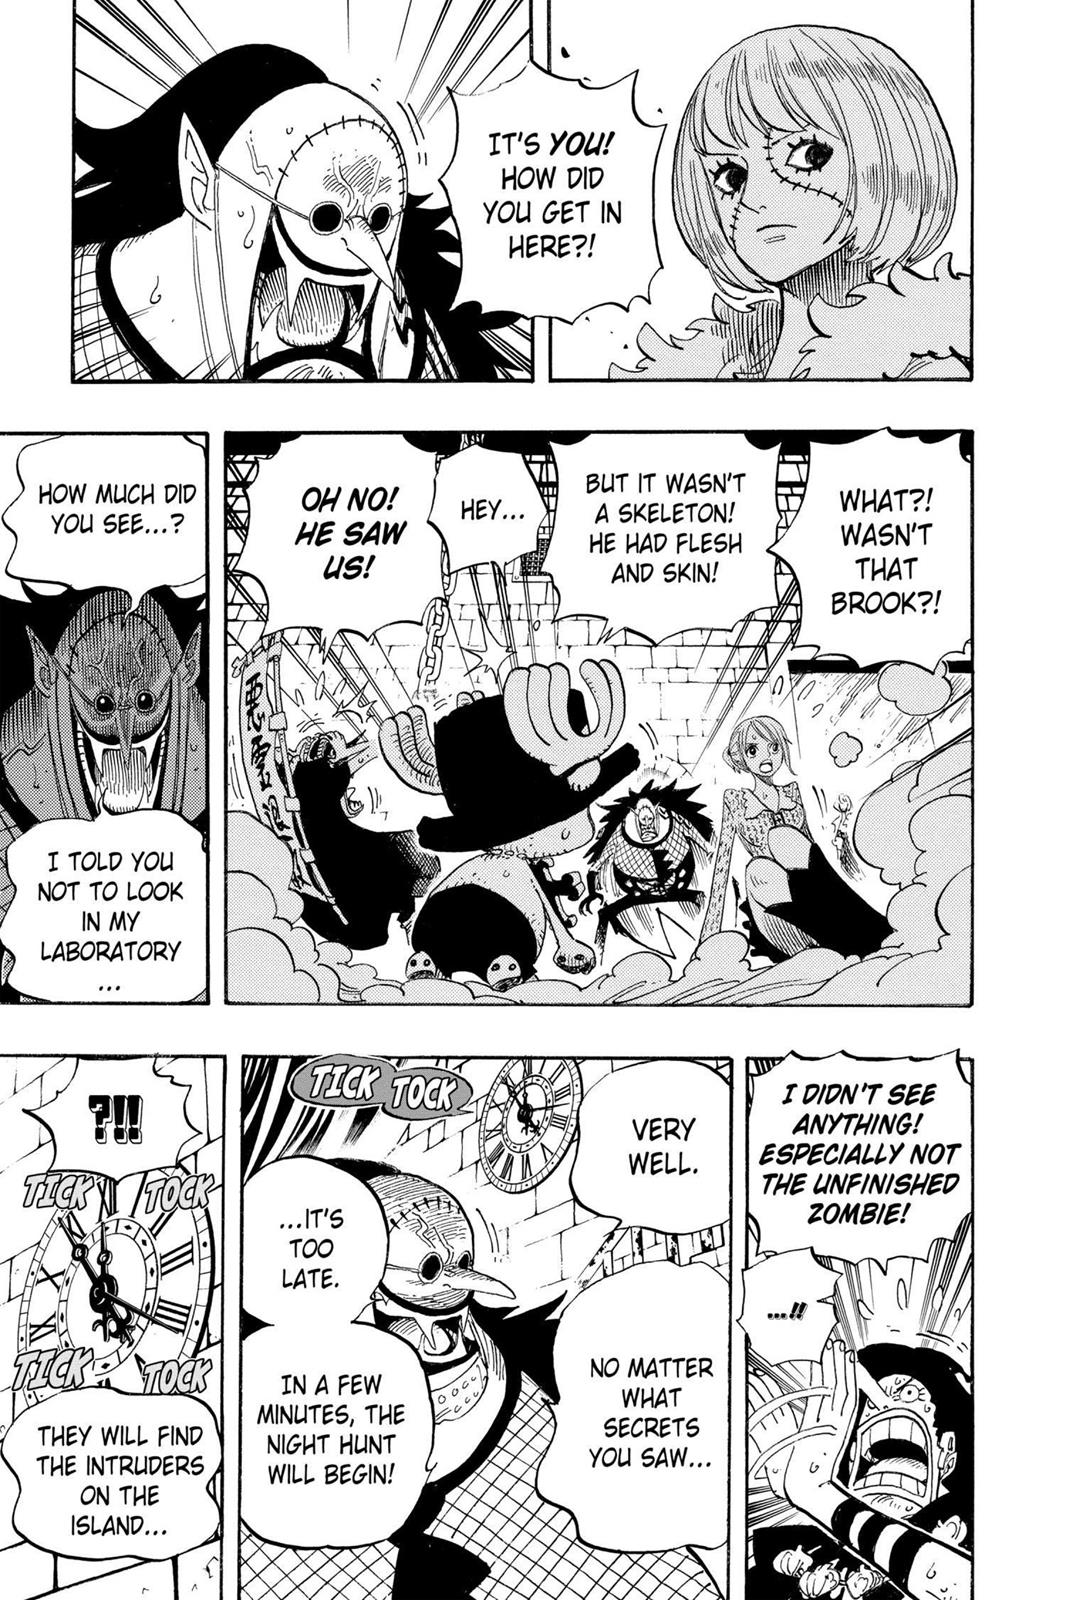 IT'S YOU!
HOW DID
YOU GET IN
HERE?!
WHAT?!
WASN'T
THAT
BROOK?!
BUT IT WASN'T
A SKELETON!
HE HAD FLESH
AND SKIN!
HEY...
OH NO!
HE SAW
US!
HOW MUCH DID
YOU SEE...?
I TOLD YOU
NOT TO LOOK
IN MY
LABORATORY
...
I DIDN'T SEE
ANYTHING!
ESPECIALLY NOT
THE UNFINISHED
ZOMBIE!
...!!
VERY
WELL.
NO MATTER
WHAT
SECRETS
YOU SAW...
TICK TOCK
...IT'S
TOO
LATE.
IN A FEW
MINUTES, THE
NIGHT HUNT
WILL BEGIN!
?!!
TICK TOCK
TICK TOCK
THEY WILL FIND
THE INTRUDERS
ON THE
ISLAND...